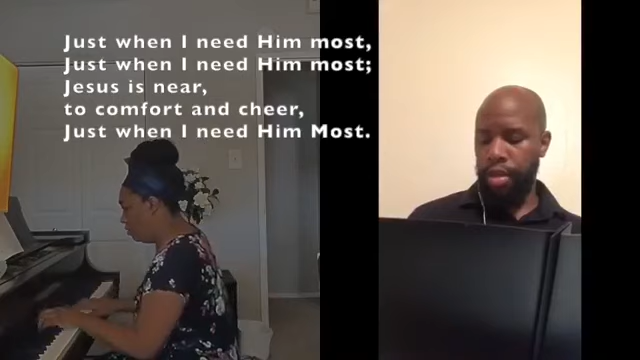 Just when I need Him most,
Just when I need Him most;
Jesus is near,
to comfort and cheer,
Just when I need Him Most.